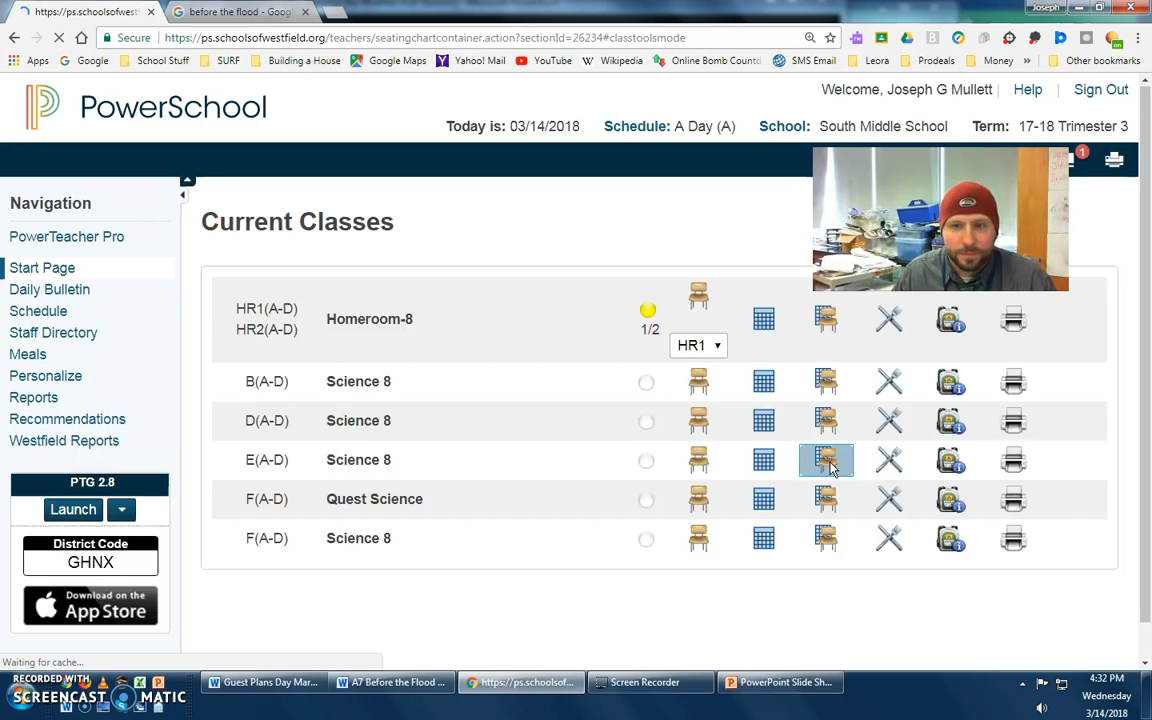 https://ps.schoolsofwestf
before the flood - Googl
Joseph
Secure https://ps.schoolsofwestfield.org/teachers/seatingchartcontainer.action?sectionId=26234#classtoolsmode
Apps Google School Stuff SURF Building a House Google Maps Yahoo! Mail YouTube Wikipedia Online Bomb Countd SMS Email Leora Prodeals Money » Other bookmarks
PowerSchool
Welcome, Joseph G Mullett Help Sign Out
Today is: 03/14/2018 Schedule: A Day (A) School: South Middle School Term: 17-18 Trimester 3
1
Navigation
PowerTeacher Pro
Start Page
Daily Bulletin
Schedule
Staff Directory
Meals
Personalize
Reports
Recommendations
Westfield Reports
PTG 2.8
Launch
District Code
GHNX
Download on the
App Store
Current Classes
HR1(A-D)
HR2(A-D)
Homeroom-8
1/2
HR1
B(A-D) Science 8
D(A-D) Science 8
E(A-D) Science 8
F(A-D) Quest Science
F(A-D) Science 8
Waiting for cache...
RECORDED WITH
SCREENCAST MATIC
Guest Plans Day Mar...
A7 Before the Flood ...
https://ps.schoolsof...
Screen Recorder
PowerPoint Slide Sh...
4:32 PM
Wednesday
3/14/2018